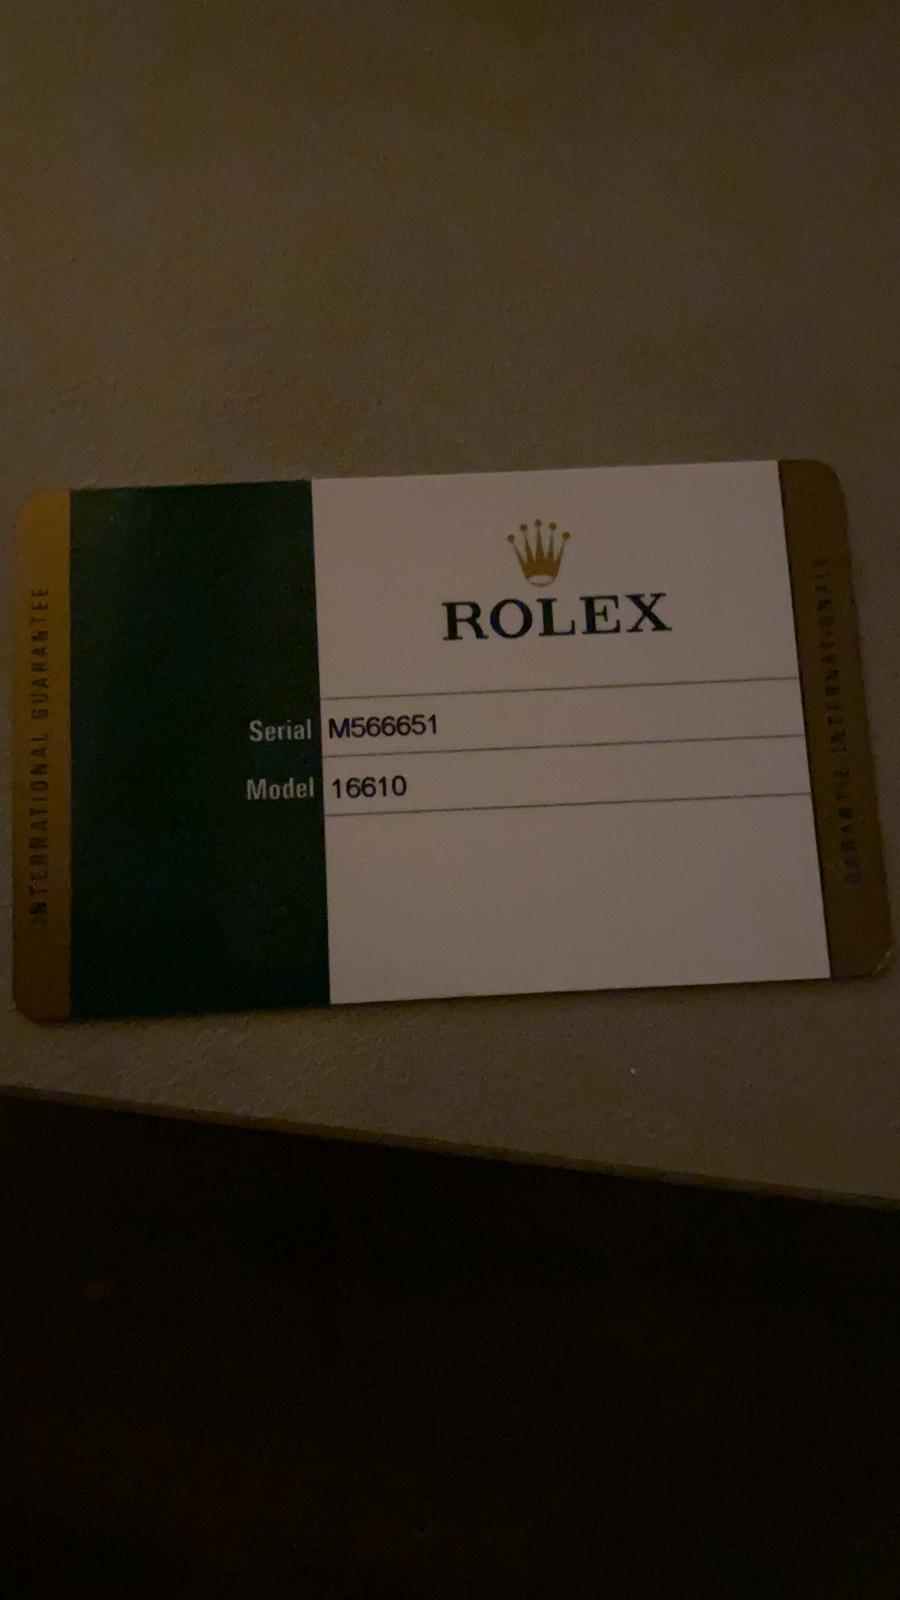 INTERNATIONAL GUARANTEE
ROLEX
Serial M566651
Model 16610
GARANTIE INTERNATIONALE